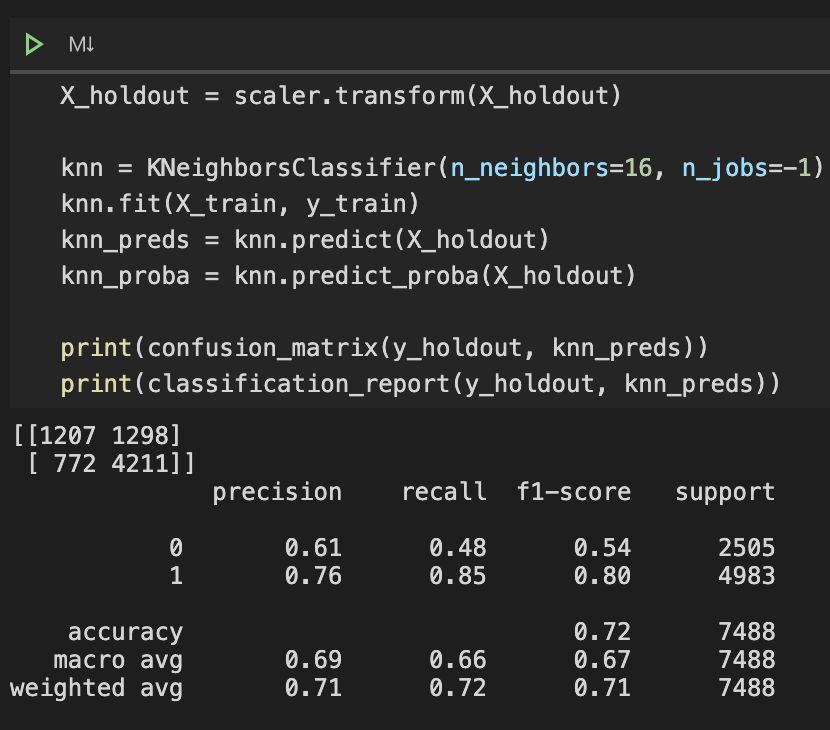 M↓
X_holdout = scaler.transform(X_holdout)
knn = KNeighborsClassifier(n_neighbors=16, n_jobs=-1)
knn.fit(X_train, y_train)
knn_preds = knn.predict(X_holdout)
knn_proba = knn.predict_proba(X_holdout)
print(confusion_matrix(y_holdout, knn_preds))
print(classification_report(y_holdout, knn_preds))
[[1207 1298]
 [ 772 4211]]
precision recall f1-score support
0 0.61 0.48 0.54 2505
1 0.76 0.85 0.80 4983
accuracy 0.72 7488
macro avg 0.69 0.66 0.67 7488
weighted avg 0.71 0.72 0.71 7488